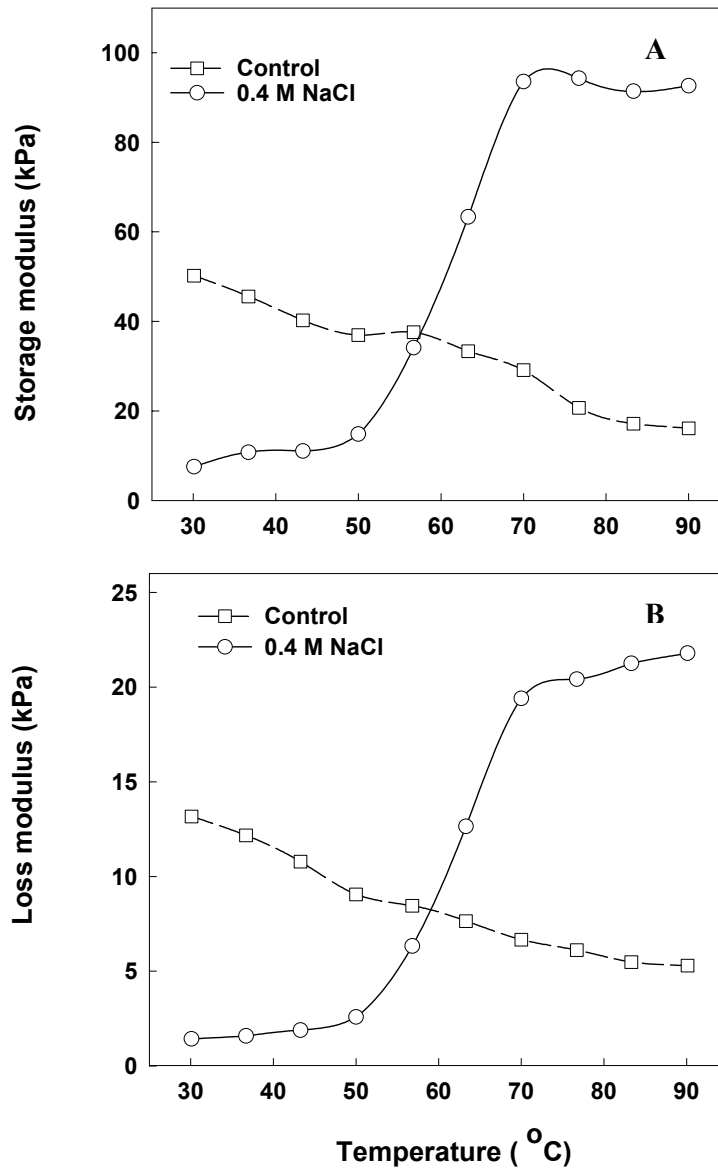 A
Control
0.4 M NaCl
Storage modulus (kPa)
100
80
60
40
20
0
30 40 50 60 70 80 90
B
Control
0.4 M NaCl
Loss modulus (kPa)
25
20
15
10
5
0
30 40 50 60 70 80 90
Temperature ( °C)